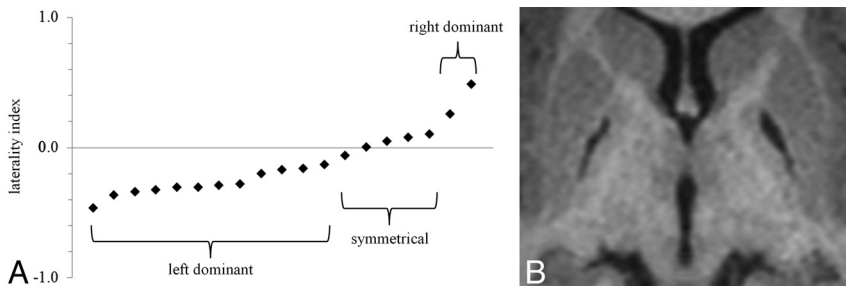 1.0
right dominant
laterality index
0.0
symmetrical
left dominant
A
-1.0
B